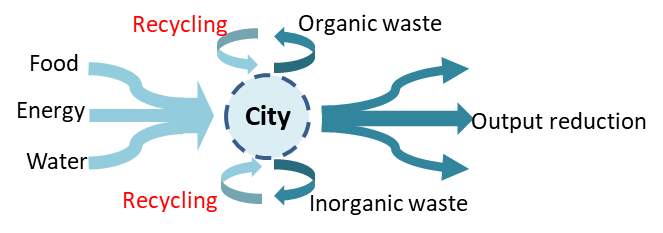 Recycling
Organic waste
Food
Energy
City
Output reduction
Water
Recycling
Inorganic waste